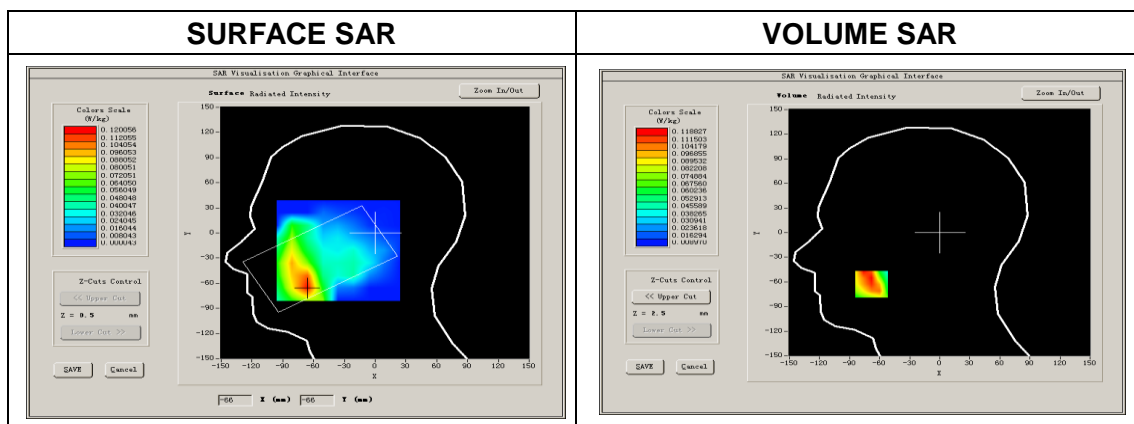 SURFACE SAR
SAR Visualisation Graphical Interface
Surface Radiated Intensity
Zoom In/Out
Colors Scale
(W/kg)
0.120056
0.112055
0.104054
0.096053
0.088052
0.080051
0.072051
0.064050
0.056049
0.048048
0.040047
0.032046
0.024045
0.016044
0.008043
0.000043
Z-Cuts Control
<< Upper Cut
Z = 0.5 mm
Lower Cut >>
SAVE
Cancel
150
120
90
60
30
0
-30
-60
-90
-120
-150
Y
-150 -120 -90 -60 -30 0 30 60 90 120 150
X
-66 X (mm) -66 Y (mm)
VOLUME SAR
SAR Visualisation Graphical Interface
Volume Radiated Intensity
Zoom In/Out
Colors Scale
(W/kg)
0.118827
0.111503
0.104179
0.096855
0.089532
0.082208
0.074884
0.067560
0.060236
0.052913
0.045589
0.038265
0.030941
0.023618
0.016294
0.008970
Z-Cuts Control
<< Upper Cut
Z = 2.5 mm
Lower Cut >>
SAVE
Cancel
150
120
90
60
30
0
-30
-60
-90
-120
-150
Y
-150 -120 -90 -60 -30 0 30 60 90 120 150
X